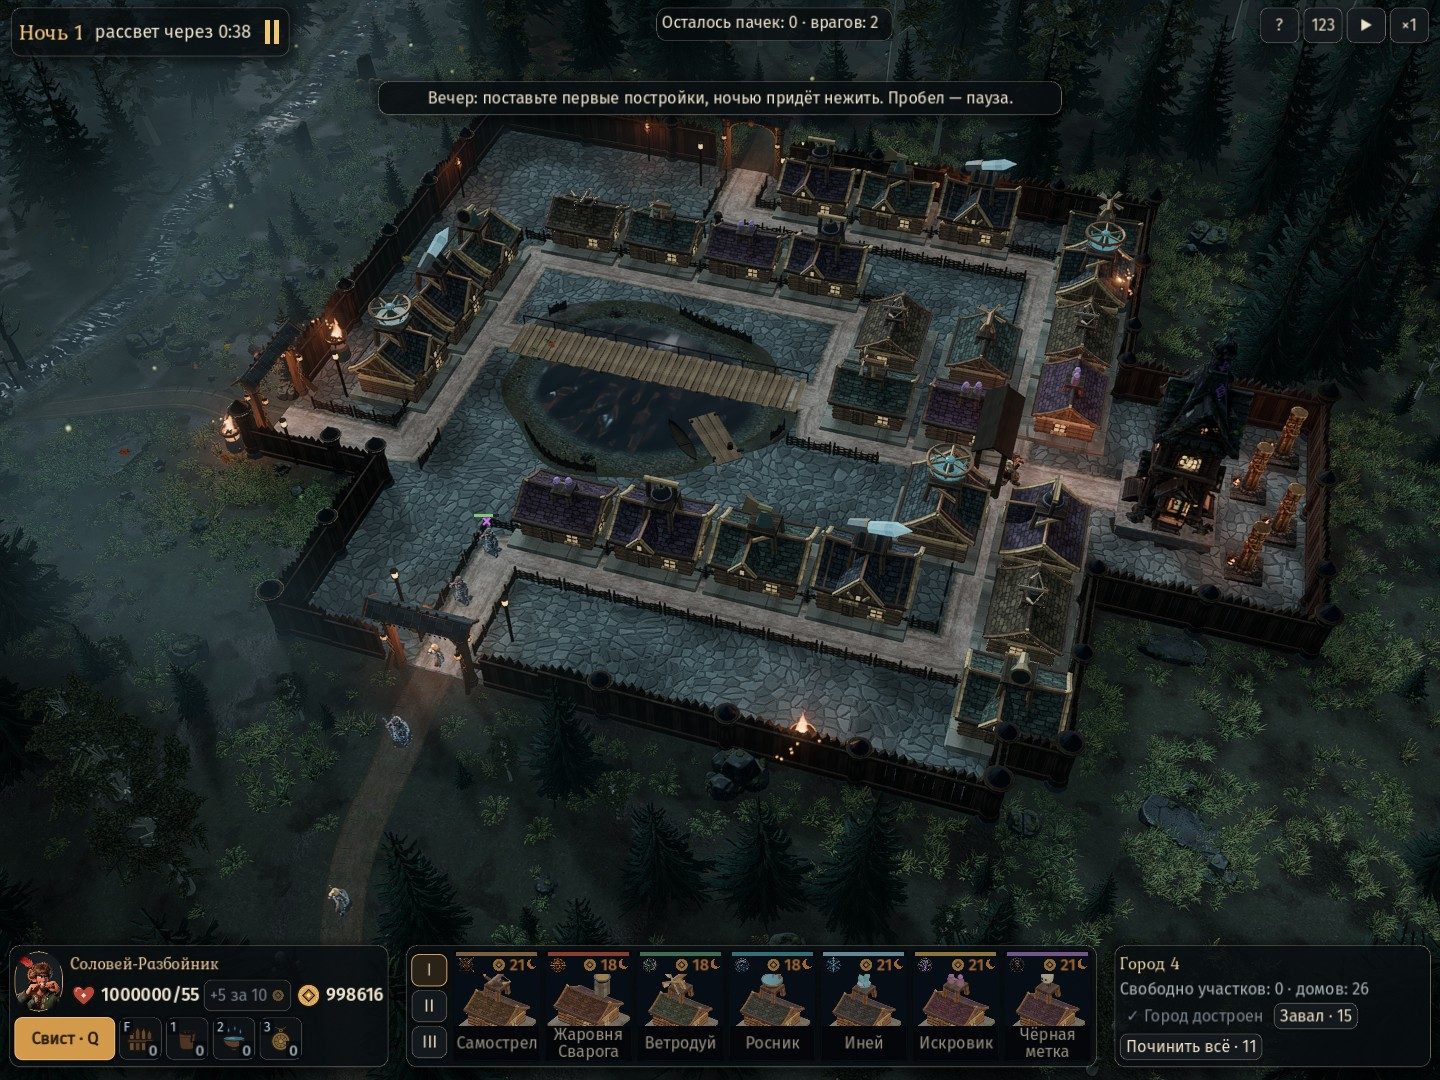 Ночь 1 рассвет через 0:38
Осталось пачек: 0 · врагов: 2
? 123 ×1
Вечер: поставьте первые постройки, ночью придёт нежить. Пробел — пауза.
Соловей-Разбойник
1000000/55 +5 за 10 998616
Свист · Q F 0 1 0 2 0 3 0
I
II
III
21 18 18 18 21 21 21
Самострел
Жаровня Сварога
Ветродуй
Росник
Иней
Искровик
Чёрная метка
Город 4
Свободно участков: 0 · домов: 26
✓ Город достроен Завал · 15
Починить всё · 11